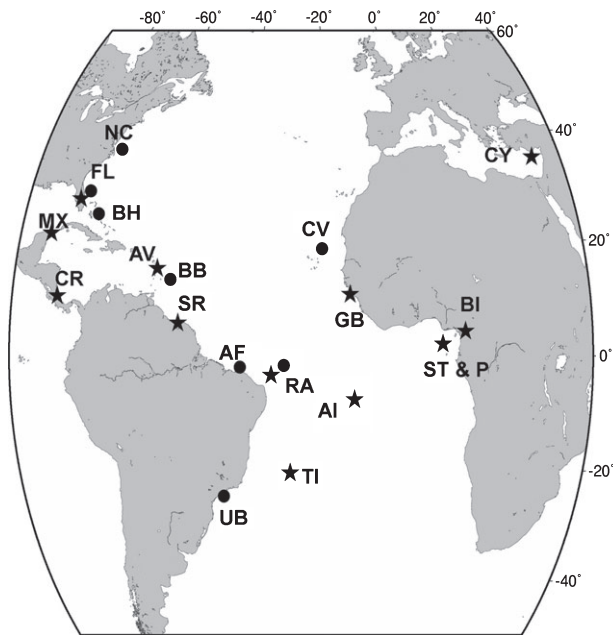 -80° -60° -40° -20° 0° 20° 40°
60°
NC
40°
CY
FL
MX
BH
CV
20°
AV
BB
CR
SR
GB
BI
AF
0°
RA
ST & P
AI
-20°
TI
UB
-40°